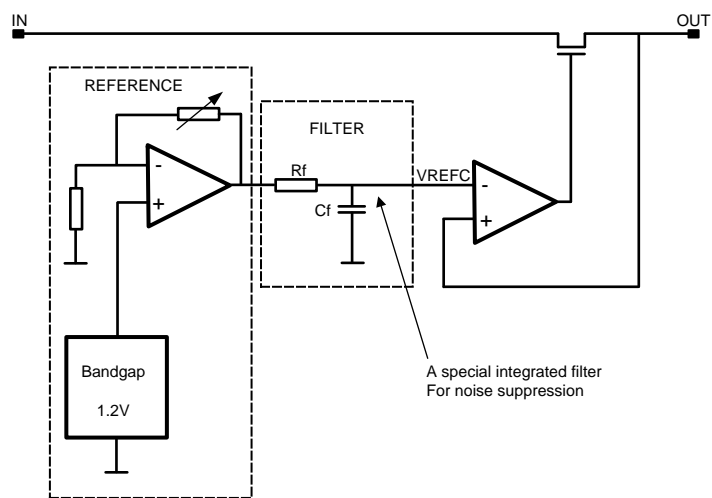 IN
OUT
REFERENCE
FILTER
-
+
Rf
Cf
VREFC
-
+
Bandgap
1.2V
A special integrated filter
For noise suppression